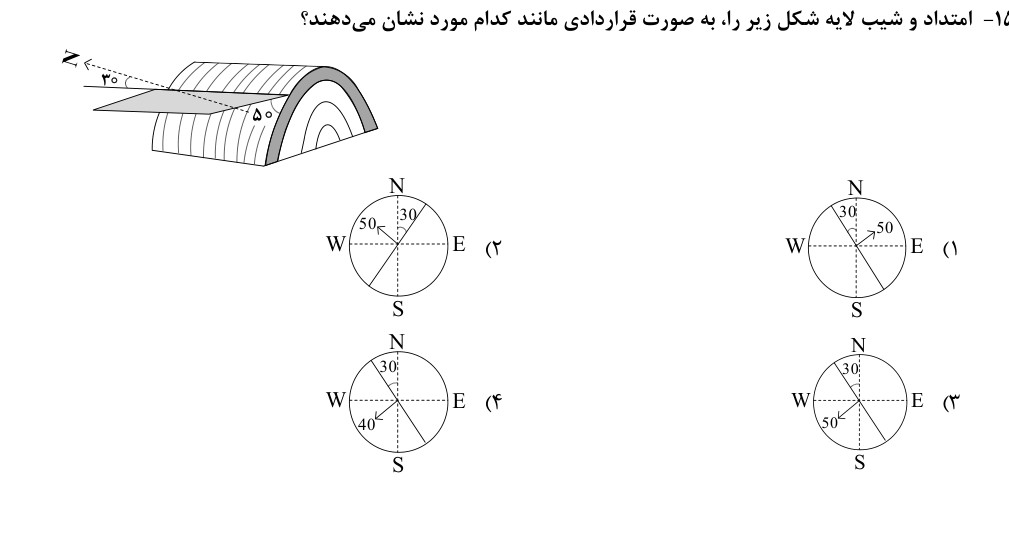 ۱۵- امتداد و شیب لایه شکل زیر را، به صورت قراردادی مانند کدام مورد نشان می‌دهند؟
N
۳۰
۵۰
N
30
50
W
E
S
(۱
N
30
50
W
E
S
(۲
N
30
50
W
E
S
(۳
N
30
40
W
E
S
(۴